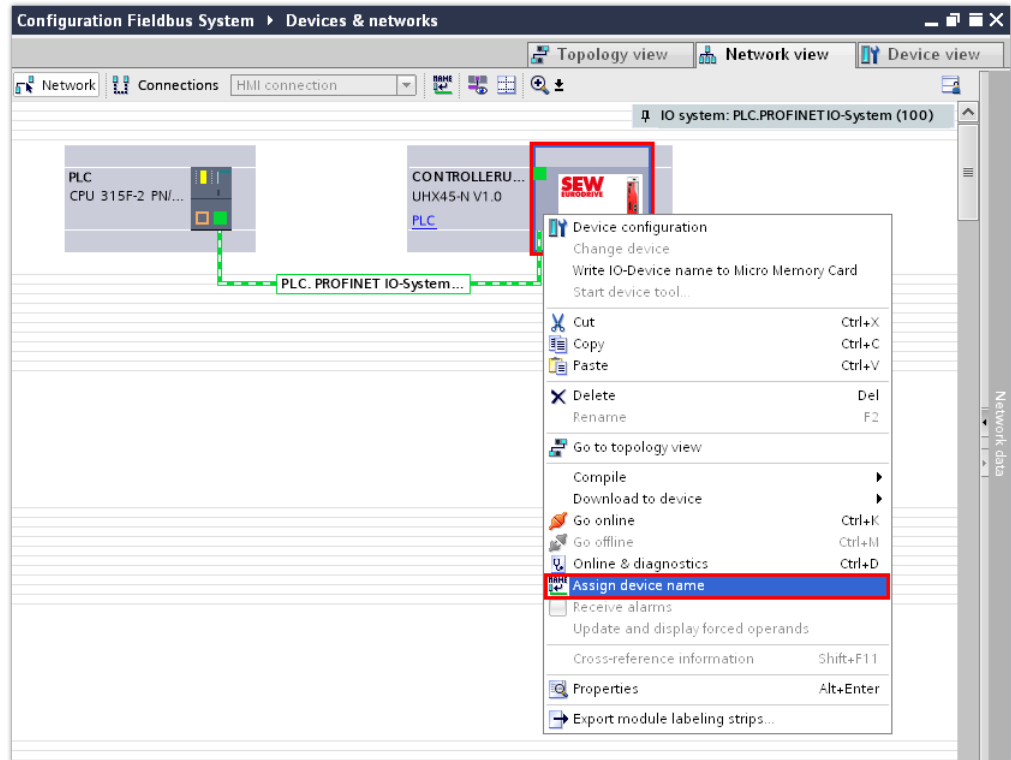 Configuration Fieldbus System ▸ Devices & networks
Topology view Network view Device view
Network Connections HMI connection NAME ±
IO system: PLC.PROFINET IO-System (100)
PLC
CPU 315F-2 PN/...
CONTROLLERU...
UHX45-N V1.0
PLC
SEW
EURODRIVE
PLC. PROFINET IO-System...
Device configuration
Change device
Write IO-Device name to Micro Memory Card
Start device tool...
Cut Ctrl+X
Copy Ctrl+C
Paste Ctrl+V
Delete Del
Rename F2
Go to topology view
Compile
Download to device
Go online Ctrl+K
Go offline Ctrl+M
Online & diagnostics Ctrl+D
NAME Assign device name
Receive alarms
Update and display forced operands
Cross-reference information Shift+F11
Properties Alt+Enter
Export module labeling strips...
Network data